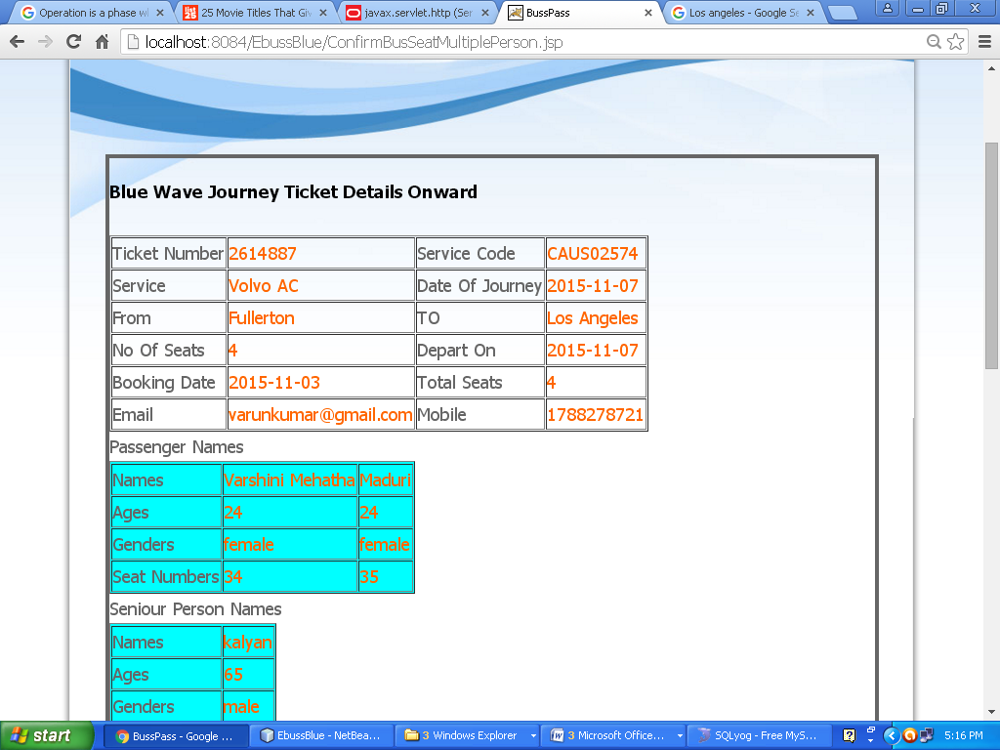 Operation is a phase wh
25 Movie Titles That Giv
javax.servlet.http (Ser
BussPass
Los angeles - Google Se
localhost:8084/EbussBlue/ConfirmBusSeatMultiplePerson.jsp
Blue Wave Journey Ticket Details Onward
Ticket Number 2614887 Service Code CAUS02574
Service Volvo AC Date Of Journey 2015-11-07
From Fullerton TO Los Angeles
No Of Seats 4 Depart On 2015-11-07
Booking Date 2015-11-03 Total Seats 4
Email varunkumar@gmail.com Mobile 1788278721
Passenger Names
Names Varshini Mehatha Maduri
Ages 24 24
Genders female female
Seat Numbers 34 35
Seniour Person Names
Names kalyan
Ages 65
Genders male
start BussPass - Google ... EbussBlue - NetBea... 3 Windows Explorer 3 Microsoft Office... SQLyog - Free MyS... 5:16 PM